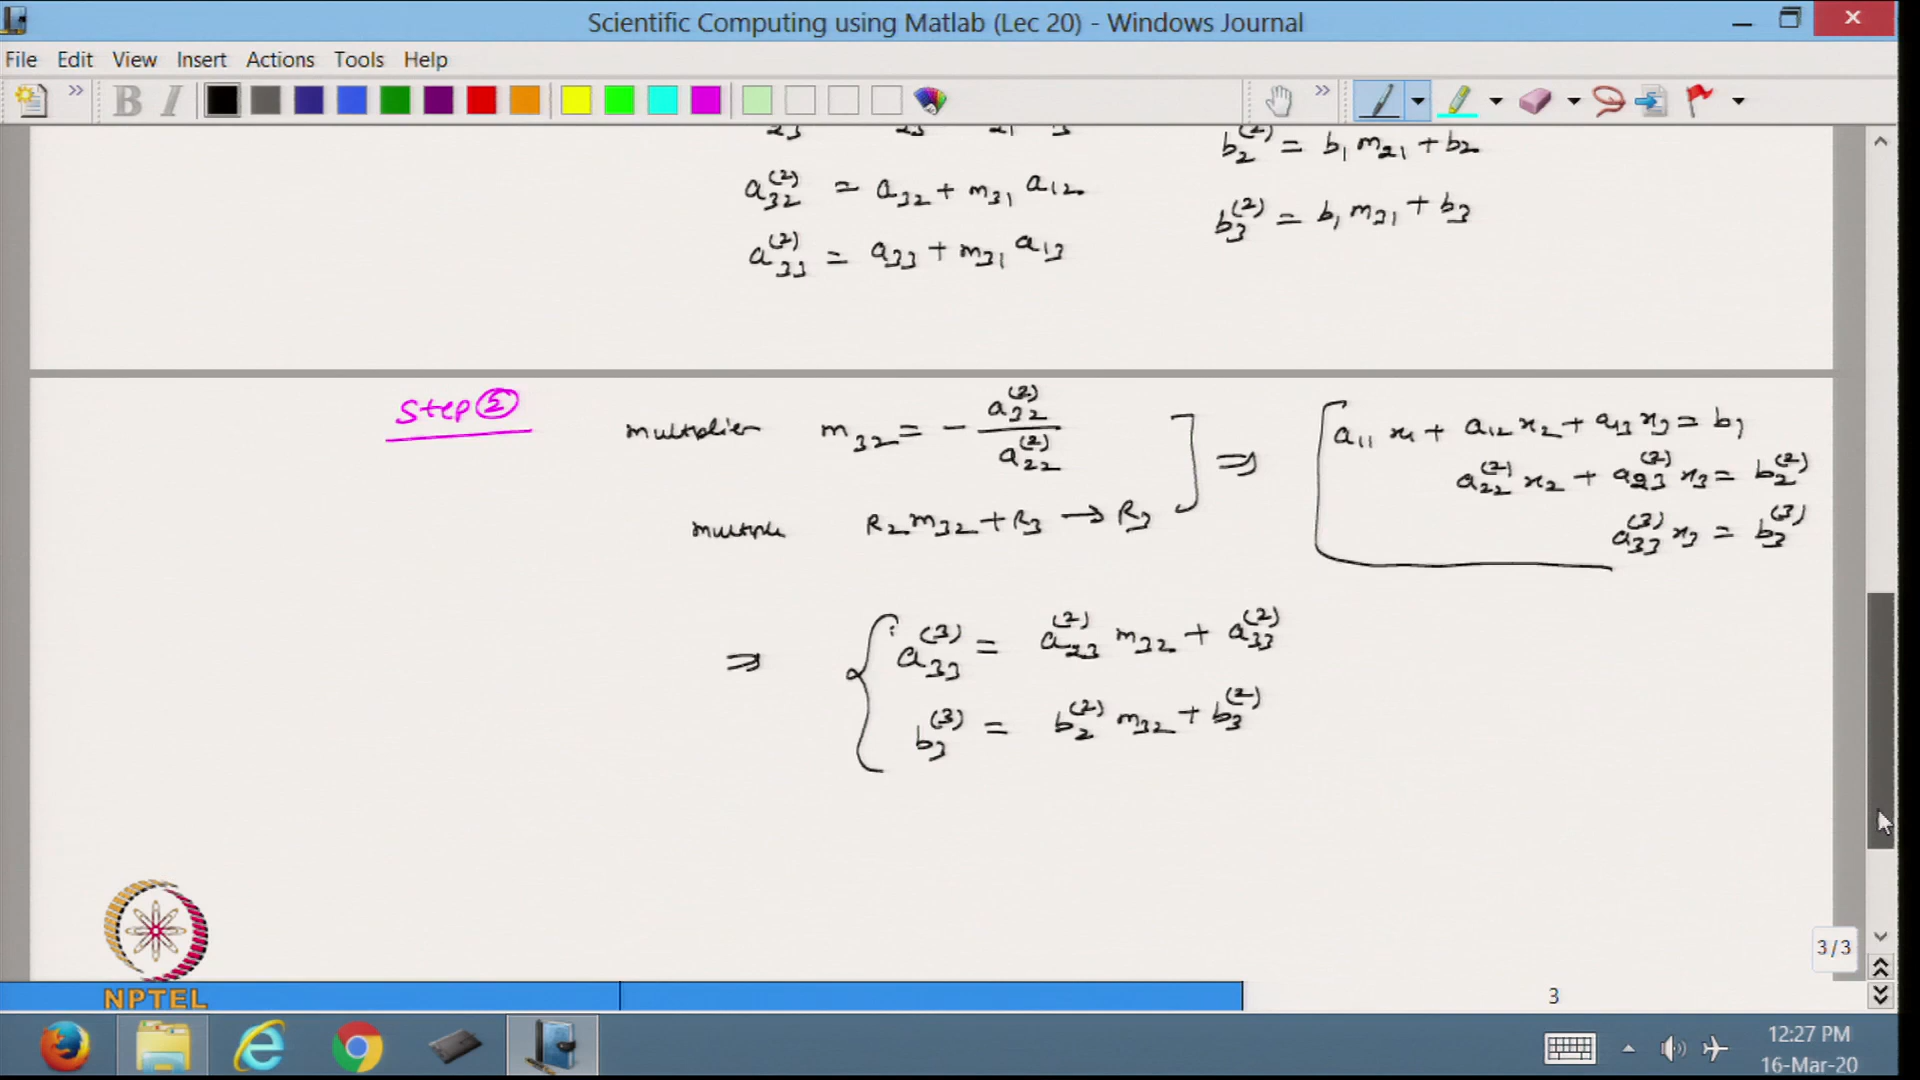 Scientific Computing using Matlab (Lec 20) - Windows Journal
File Edit View Insert Actions Tools Help
B I
b₂⁽²⁾ = b₁ m₂₁ + b₂
a₃₂⁽²⁾ = a₃₂ + m₃₁ a₁₂
b₃⁽²⁾ = b₁ m₃₁ + b₃
a₃₃⁽²⁾ = a₃₃ + m₃₁ a₁₃
Step ②
multiplier m₃₂ = - a₃₂⁽²⁾ / a₂₂⁽²⁾
multiple R₂ m₃₂ + R₃ → R₃ ] ⇒
a₁₁ x₁ + a₁₂ x₂ + a₁₃ x₃ = b₁
a₂₂⁽²⁾ x₂ + a₂₃⁽²⁾ x₃ = b₂⁽²⁾
a₃₃⁽³⁾ x₃ = b₃⁽³⁾
⇒ { a₃₃⁽³⁾ = a₂₃⁽²⁾ m₃₂ + a₃₃⁽²⁾
b₃⁽³⁾ = b₂⁽²⁾ m₃₂ + b₃⁽²⁾
3/3
NPTEL
3
12:27 PM
16-Mar-20